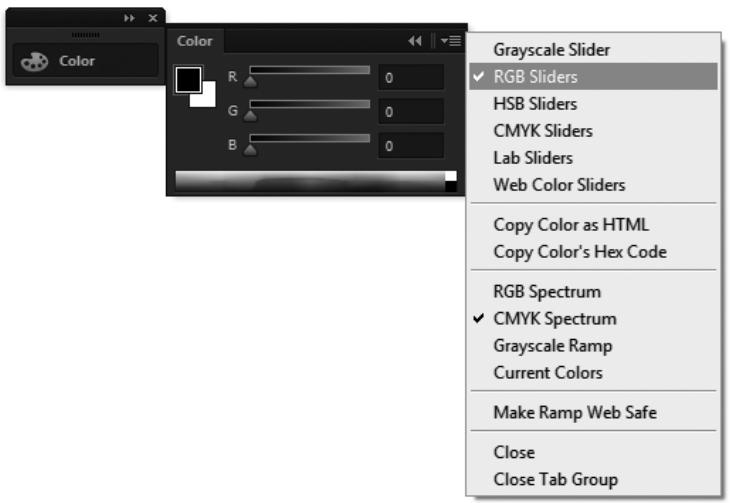 Color
Color
R 0
G 0
B 0
Grayscale Slider
RGB Sliders
HSB Sliders
CMYK Sliders
Lab Sliders
Web Color Sliders
Copy Color as HTML
Copy Color's Hex Code
RGB Spectrum
CMYK Spectrum
Grayscale Ramp
Current Colors
Make Ramp Web Safe
Close
Close Tab Group